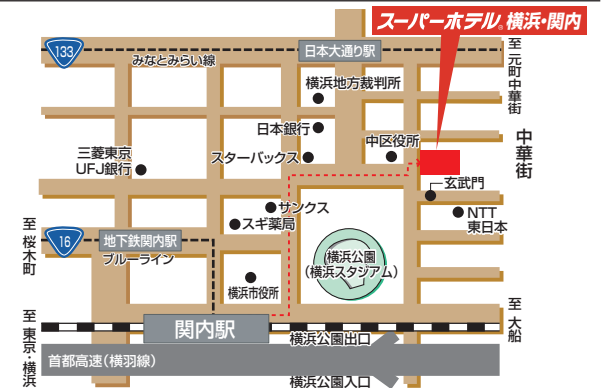 スーパーホテル® 横浜・関内
133
みなとみらい線
日本大通り駅
至元町中華街
横浜地方裁判所
日本銀行
中区役所
中華街
三菱東京
UFJ銀行
スターバックス
玄武門
サンクス
NTT
東日本
スギ薬局
至桜木町
16
地下鉄関内駅
ブルーライン
横浜公園
(横浜スタジアム)
横浜市役所
至大船
関内駅
横浜公園出口
至東京・横浜
首都高速(横羽線)
横浜公園入口